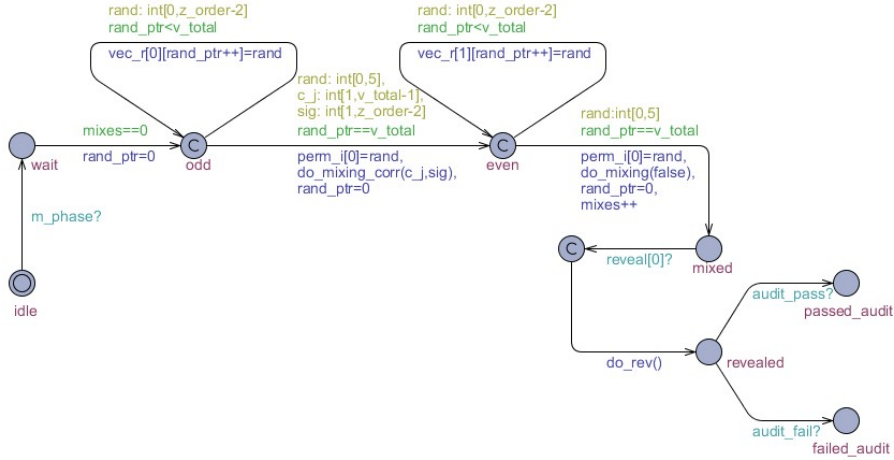 rand: int[0,z_order-2]
rand_ptr<v_total
vec_r[0][rand_ptr++]=rand
rand: int[0,z_order-2]
rand_ptr<v_total
vec_r[1][rand_ptr++]=rand
rand: int[0,5],
c_j: int[1,v_total-1],
sig: int[1,z_order-2]
rand_ptr==v_total
perm_i[0]=rand,
do_mixing_corr(c_j,sig),
rand_ptr=0
rand:int[0,5]
rand_ptr==v_total
perm_i[0]=rand,
do_mixing(false),
rand_ptr=0,
mixes++
mixes==0
rand_ptr=0
wait
C
odd
C
even
m_phase?
idle
C
reveal[0]?
mixed
do_rev()
revealed
audit_pass?
passed_audit
audit_fail?
failed_audit